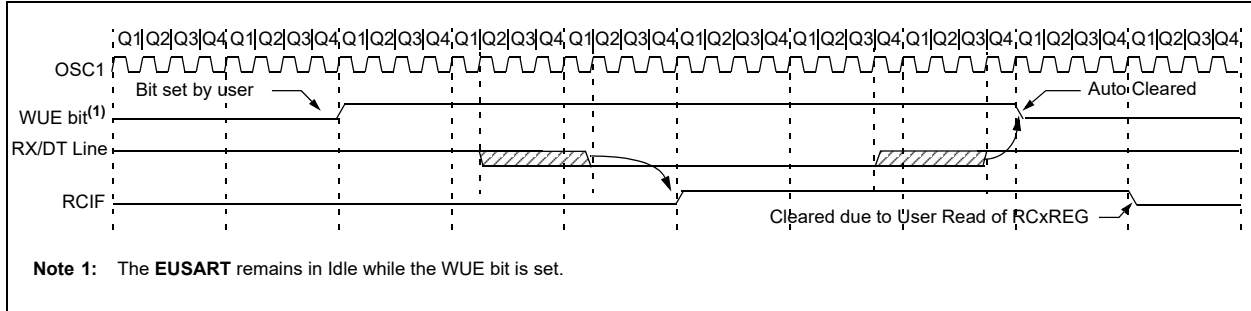 Q1|Q2|Q3|Q4|Q1|Q2|Q3|Q4|Q1|Q2|Q3|Q4|Q1|Q2|Q3|Q4|Q1|Q2|Q3|Q4|Q1|Q2|Q3|Q4|Q1|Q2|Q3|Q4|Q1|Q2|Q3|Q4|Q1|Q2|Q3|Q4|Q1|Q2|Q3|Q4
OSC1
Bit set by user
Auto Cleared
WUE bit(1)
RX/DT Line
RCIF
Cleared due to User Read of RCxREG
Note 1: The EUSART remains in Idle while the WUE bit is set.